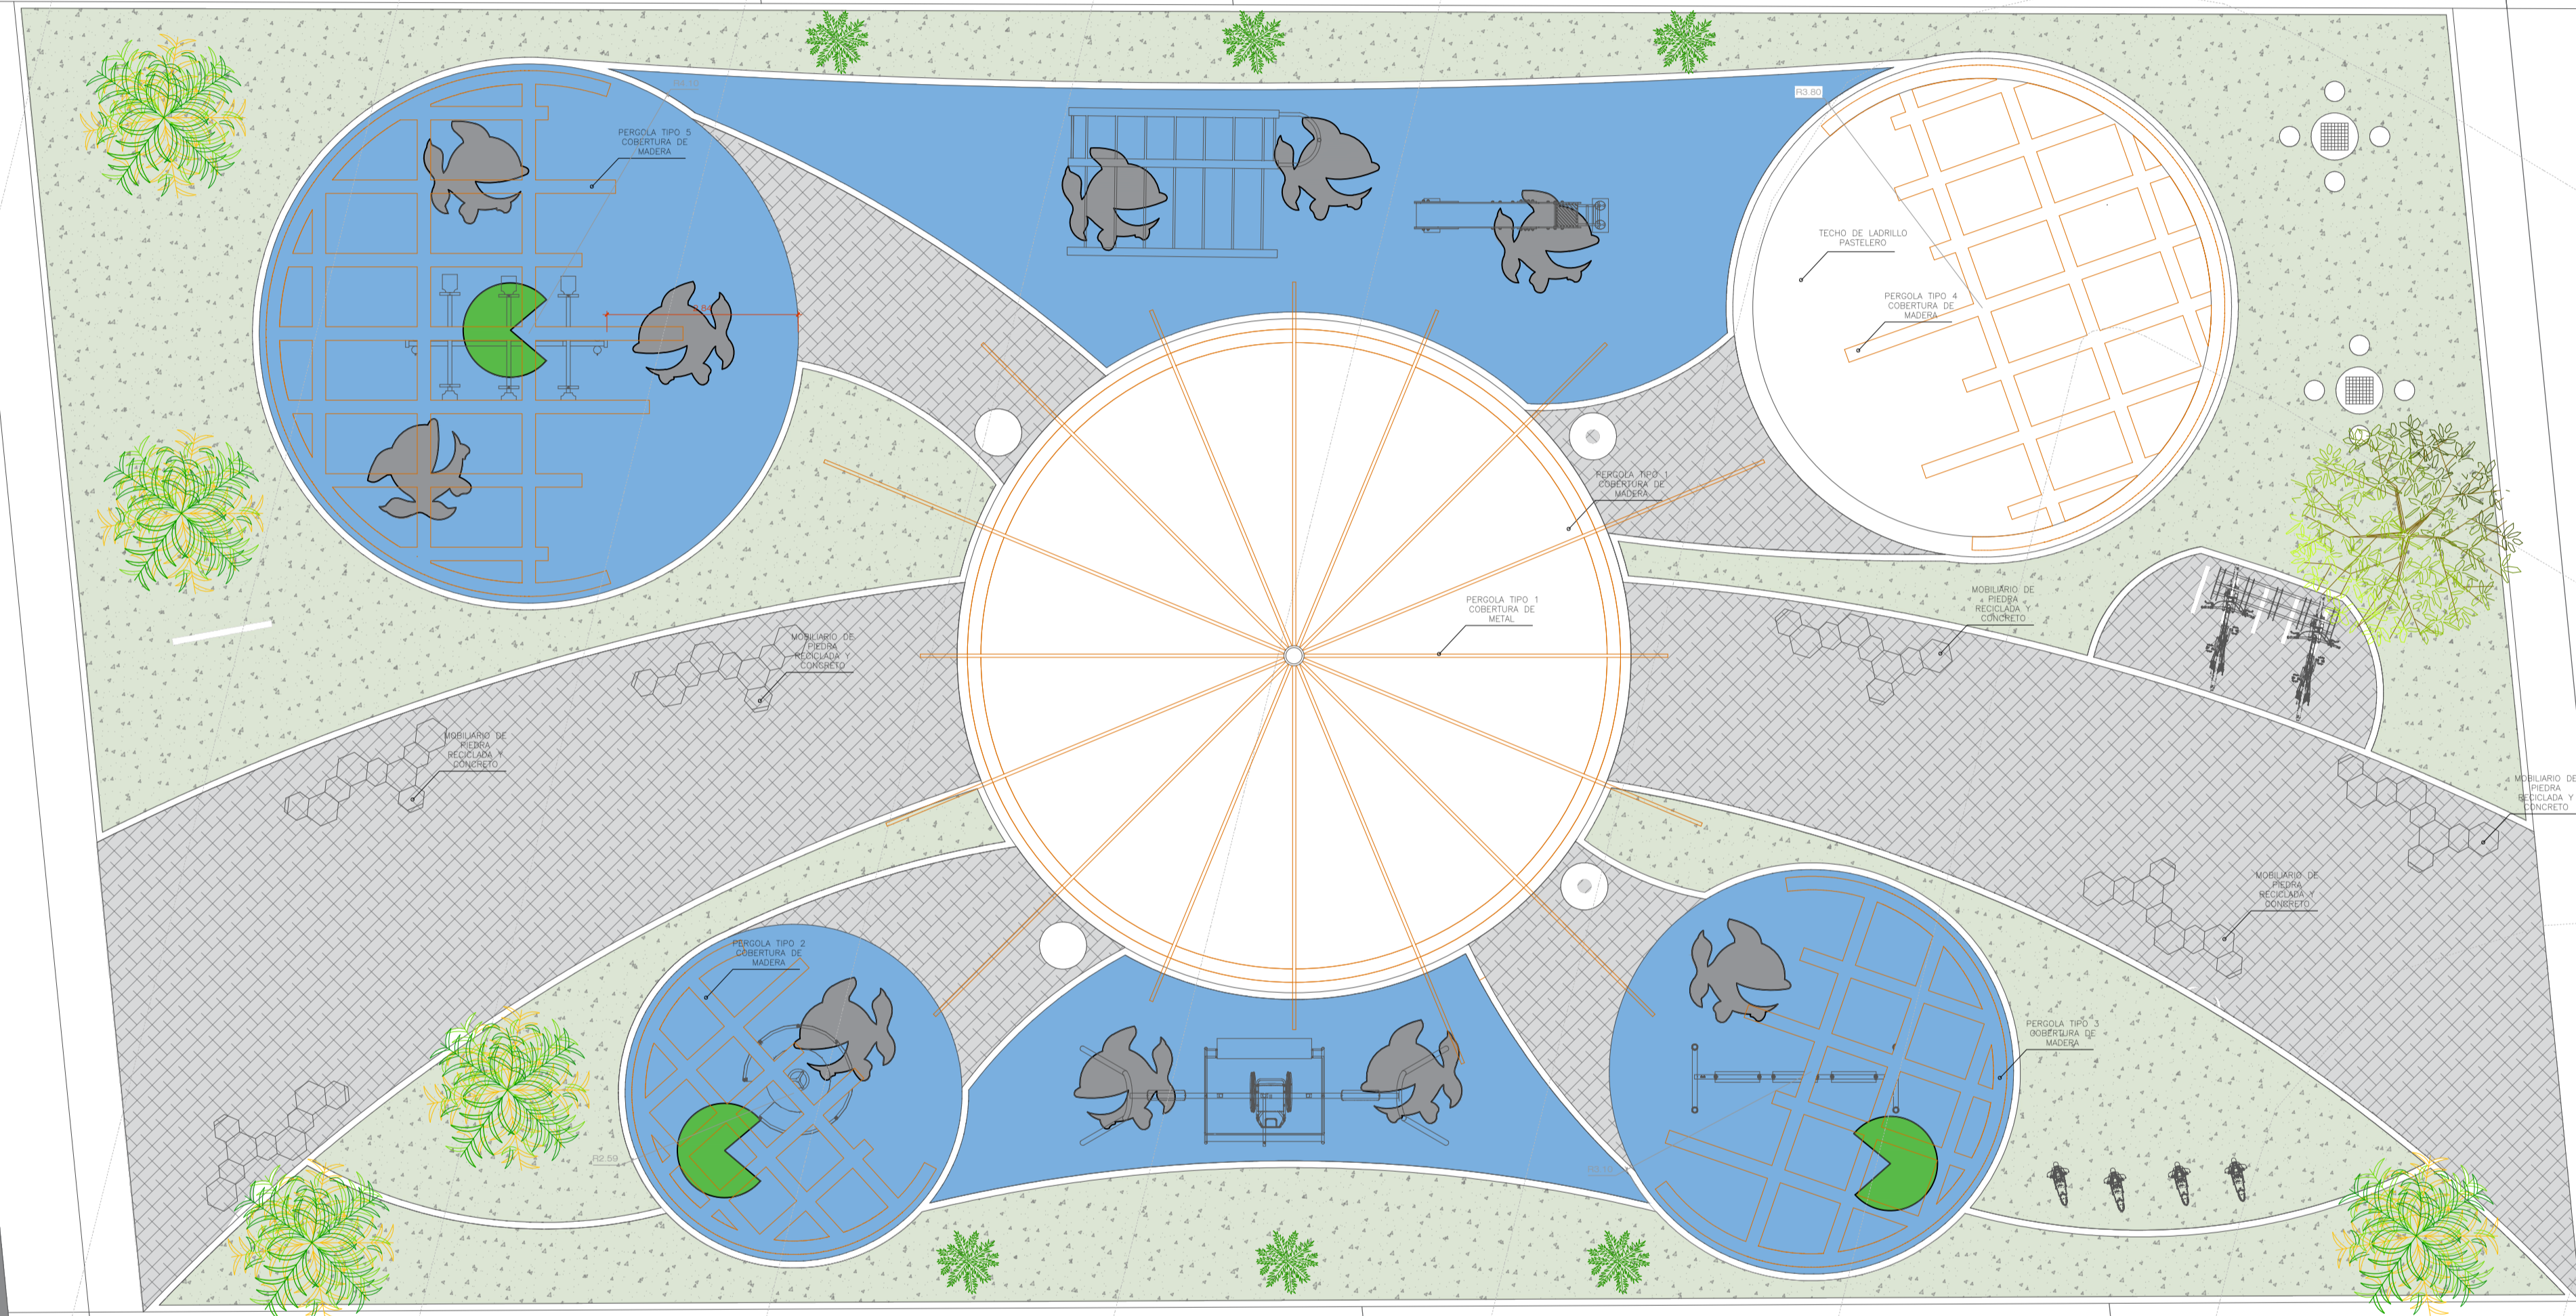 PERGOLA TIPO 5
COBERTURA DE
MADERA
R3.80
TECHO DE LADRILLO
PASTELERO
PERGOLA TIPO 4
COBERTURA DE
MADERA
PERGOLA TIPO 1
COBERTURA DE
MADERA
PERGOLA TIPO 1
COBERTURA DE
METAL
MOBILIARIO DE
PIEDRA
RECICLADA Y
CONCRETO
MOBILIARIO DE
PIEDRA
RECICLADA Y
CONCRETO
MOBILIARIO DE
PIEDRA
RECICLADA Y
CONCRETO
MOBILIARIO DE
PIEDRA
RECICLADA Y
CONCRETO
MOBILIARIO DE
PIEDRA
RECICLADA Y
CONCRETO
PERGOLA TIPO 2
COBERTURA DE
MADERA
PERGOLA TIPO 3
COBERTURA DE
MADERA
R2.59